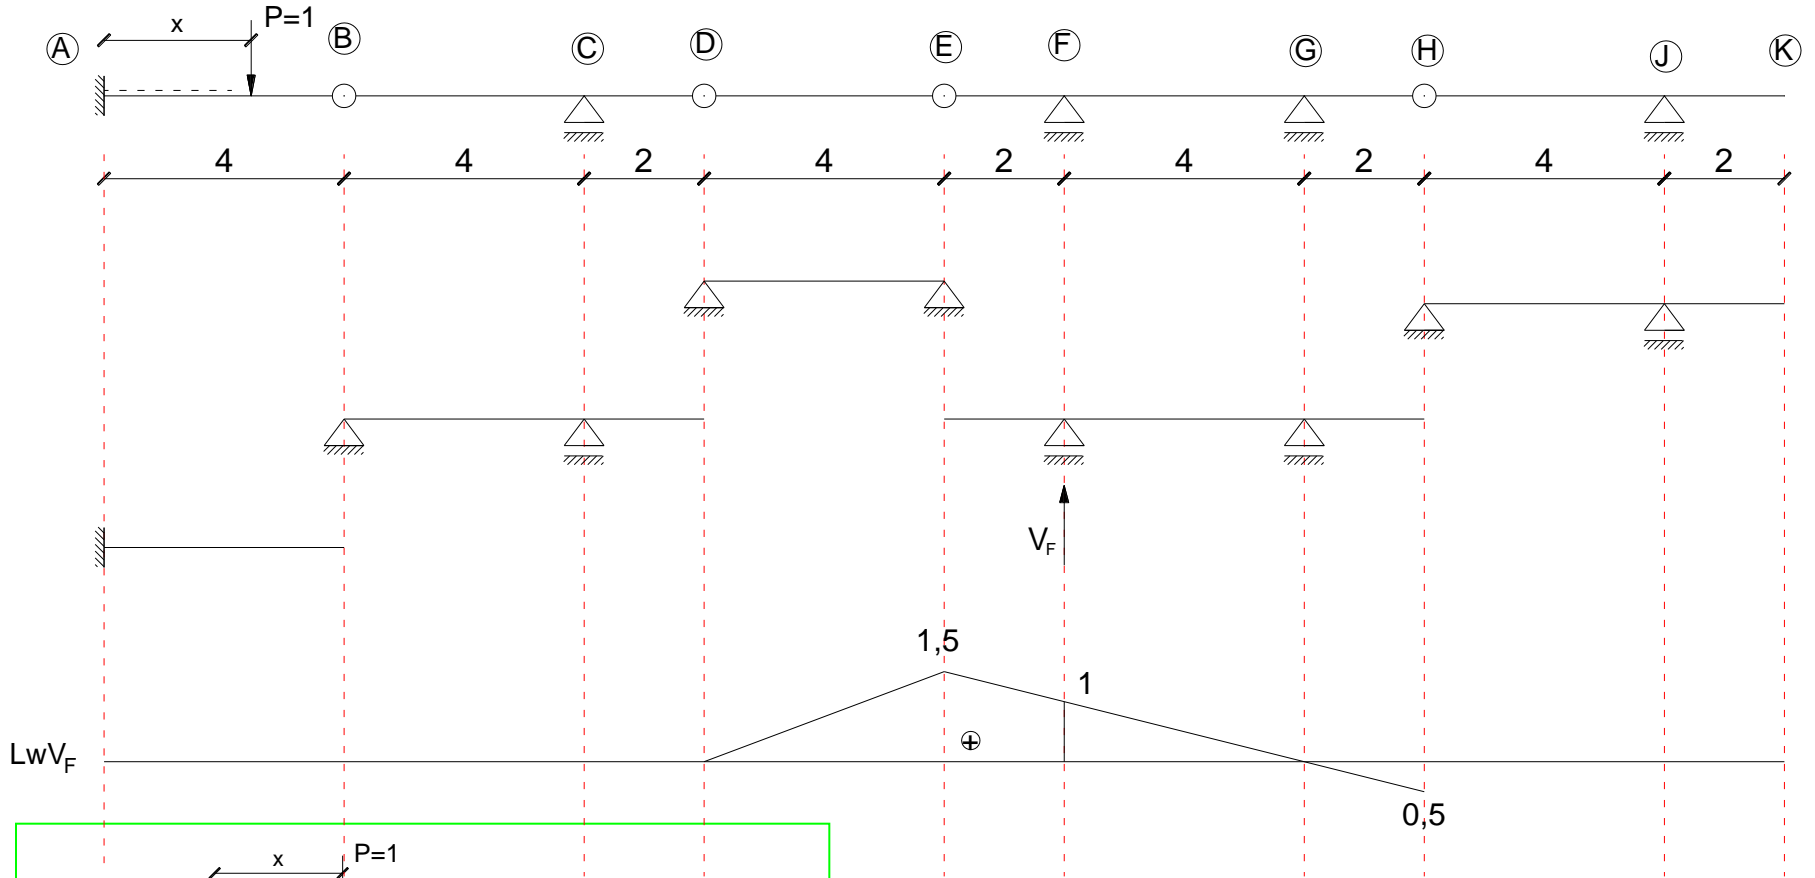 x P=1
A B C D E F G H J K
4 4 2 4 2 4 2 4 2
V_F
1,5
1
+
LwV_F
0,5
x P=1